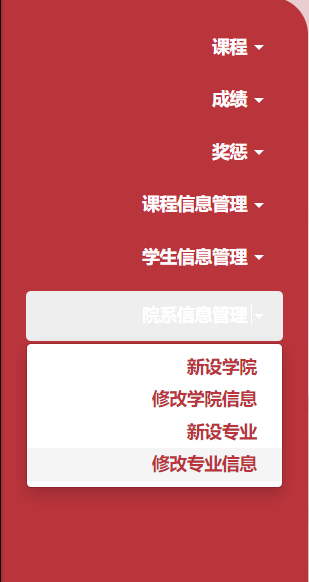 课程
成绩
奖惩
课程信息管理
学生信息管理
院系信息管理
新设学院
修改学院信息
新设专业
修改专业信息